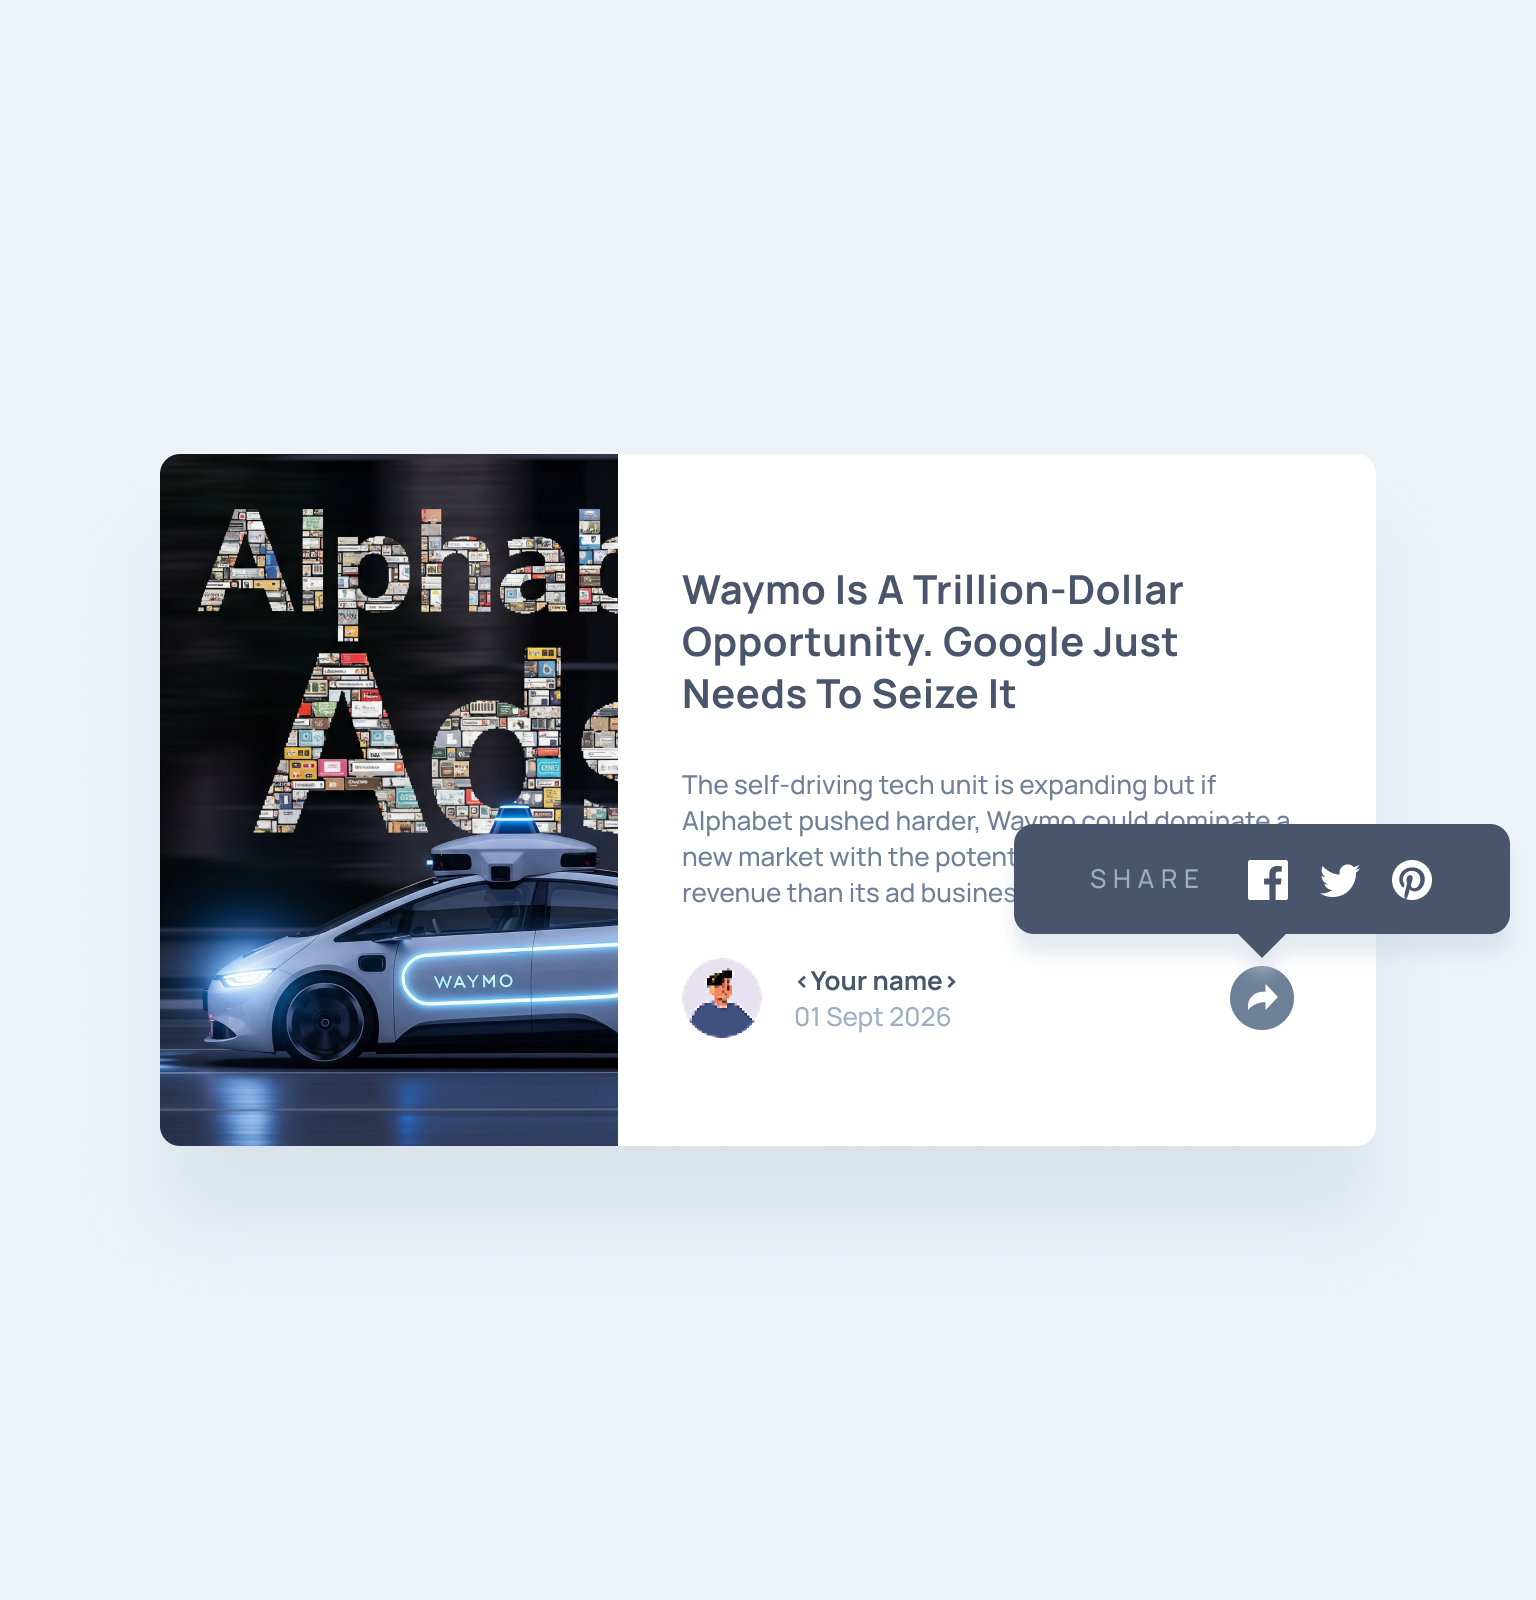 Alphab
Ads
WAYMO
Waymo Is A Trillion-Dollar
Opportunity. Google Just
Needs To Seize It
The self-driving tech unit is expanding but if
Alphabet pushed harder, Waymo could dominate a
new market with the potent
revenue than its ad busines
SHARE
<Your name>
01 Sept 2026